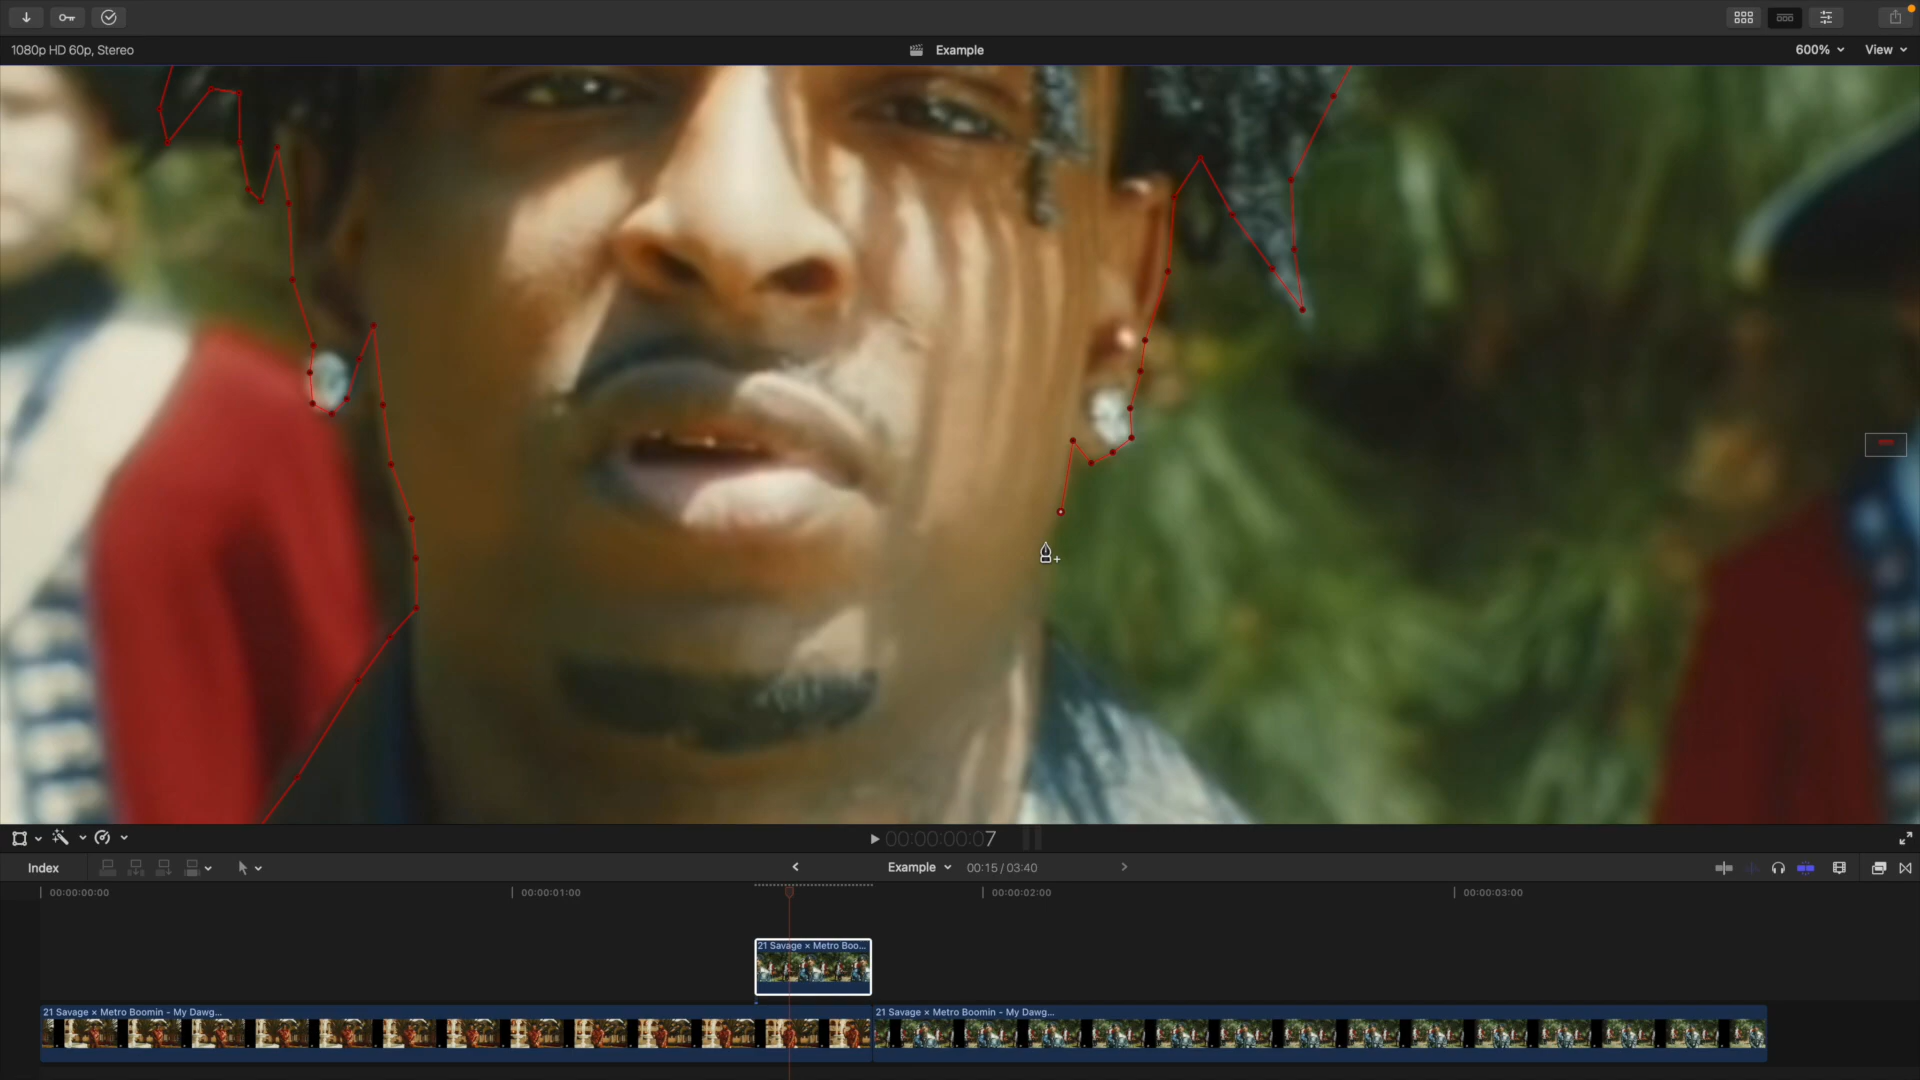 1080p HD 60p, Stereo
Example
600%
View
00:00:00:07
Index
Example
00:15 / 03:40
00:00:00:00
00:00:01:00
00:00:02:00
00:00:03:00
21 Savage × Metro Boo...
21 Savage × Metro Boomin - My Dawg...
21 Savage × Metro Boomin - My Dawg...